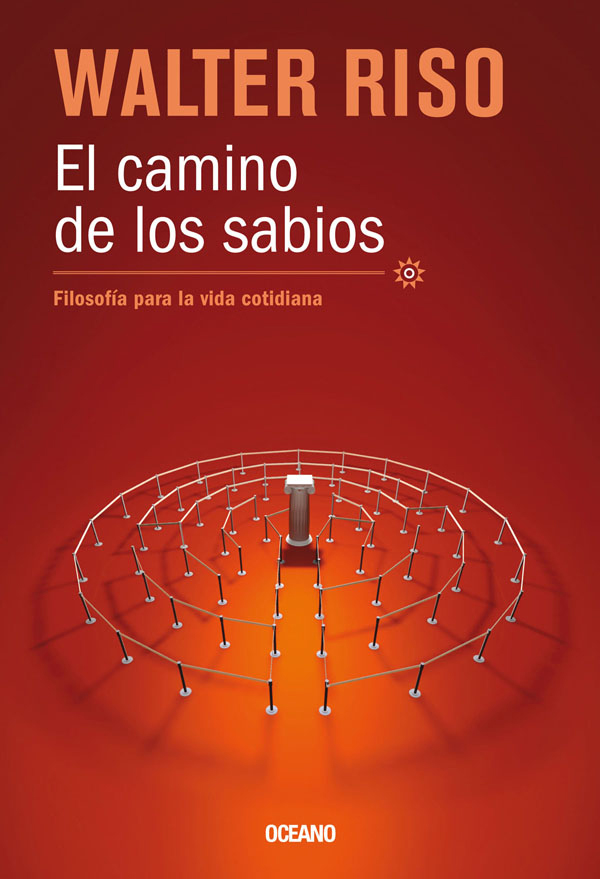 WALTER RISO
El camino
de los sabios
Filosofía para la vida cotidiana
OCEANO